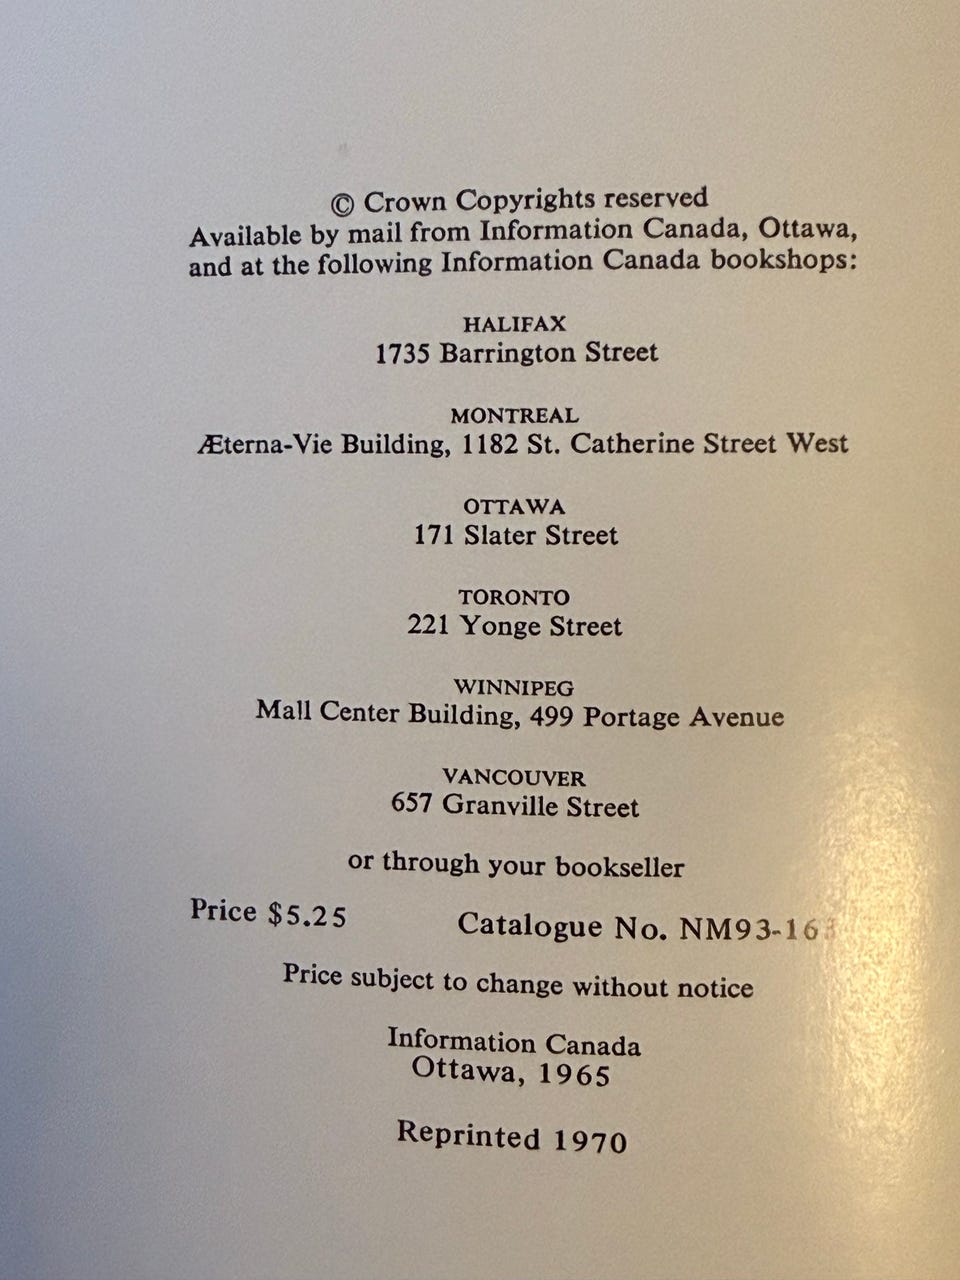 © Crown Copyrights reserved
Available by mail from Information Canada, Ottawa,
and at the following Information Canada bookshops:
HALIFAX
1735 Barrington Street
MONTREAL
Æterna-Vie Building, 1182 St. Catherine Street West
OTTAWA
171 Slater Street
TORONTO
221 Yonge Street
WINNIPEG
Mall Center Building, 499 Portage Avenue
VANCOUVER
657 Granville Street
or through your bookseller
Price $5.25 Catalogue No. NM93-163
Price subject to change without notice
Information Canada
Ottawa, 1965
Reprinted 1970